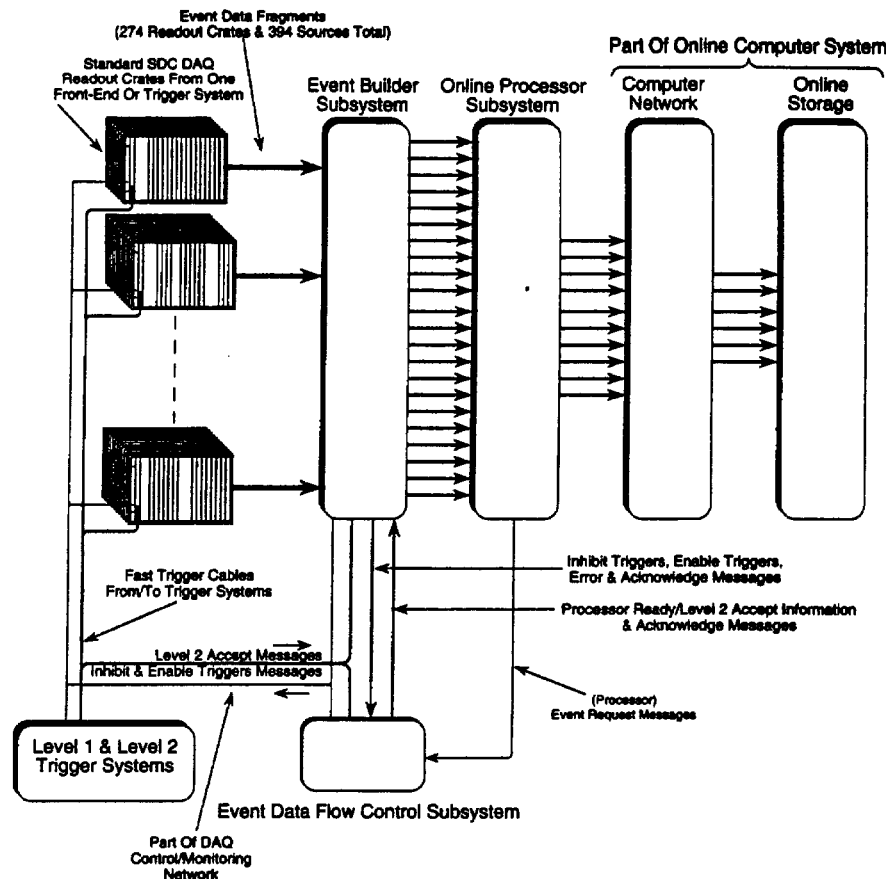 Event Data Fragments
(274 Readout Crates & 394 Sources Total)
Standard SDC DAQ
Readout Crates From One
Front-End Or Trigger System
Part Of Online Computer System
Event Builder
Subsystem
Online Processor
Subsystem
Computer
Network
Online
Storage
Fast Trigger Cables
From/To Trigger Systems
Inhibit Triggers, Enable Triggers,
Error & Acknowledge Messages
Processor Ready/Level 2 Accept Information
& Acknowledge Messages
Level 2 Accept Messages
Inhibit & Enable Triggers Messages
(Processor)
Event Request Messages
Level 1 & Level 2
Trigger Systems
Event Data Flow Control Subsystem
Part Of DAQ
Control/Monitoring
Network